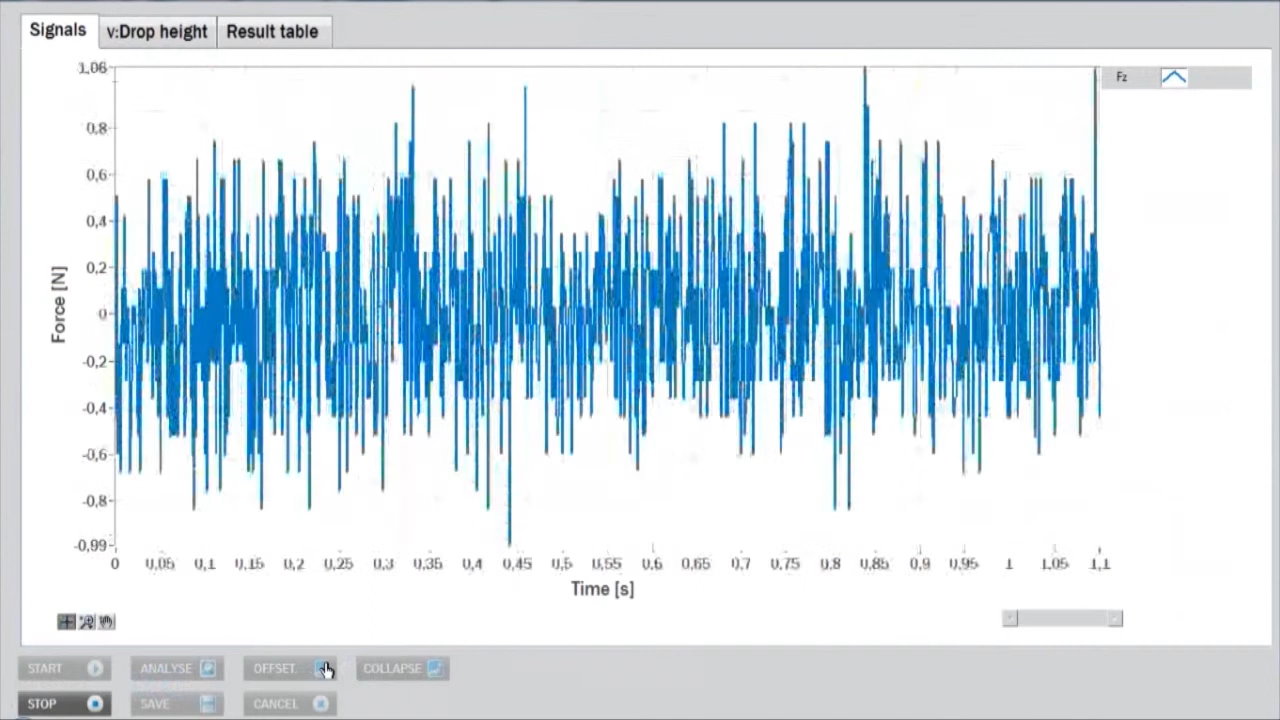 Signals v:Drop height Result table
1,06
0,8
0,6
0,4
0,2
0
-0,2
-0,4
-0,6
-0,8
-0,99
Force [N]
Fz
0 0,05 0,1 0,15 0,2 0,25 0,3 0,35 0,4 0,45 0,5 0,55 0,6 0,65 0,7 0,75 0,8 0,85 0,9 0,95 1 1,05 1,1
Time [s]
START ANALYSE OFFSET COLLAPSE
STOP SAVE CANCEL